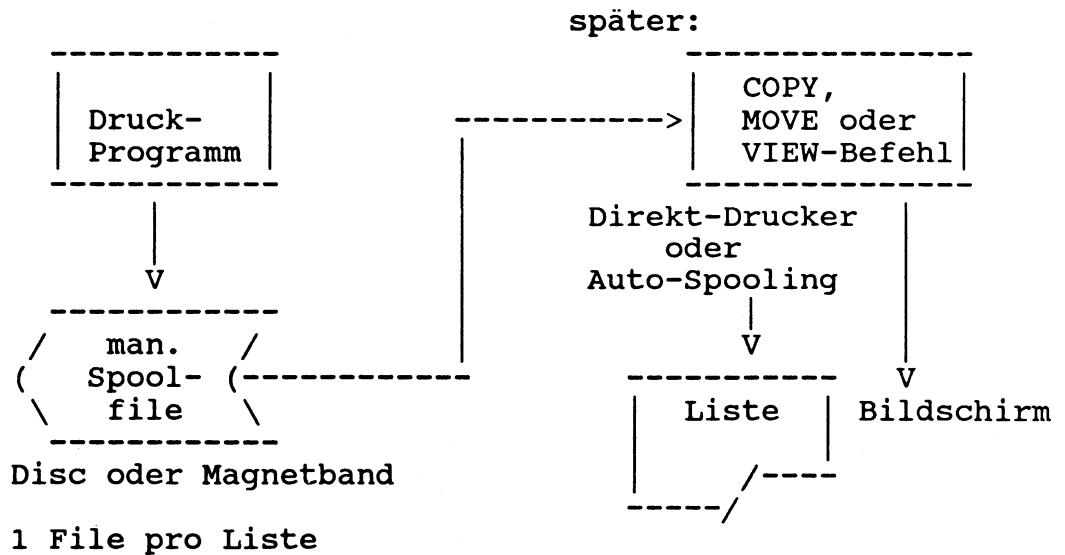 später:
Druck-
Programm
COPY,
MOVE oder
VIEW-Befehl
Direkt-Drucker
oder
Auto-Spooling
man.
Spool-
file
Liste
Bildschirm
Disc oder Magnetband
1 File pro Liste